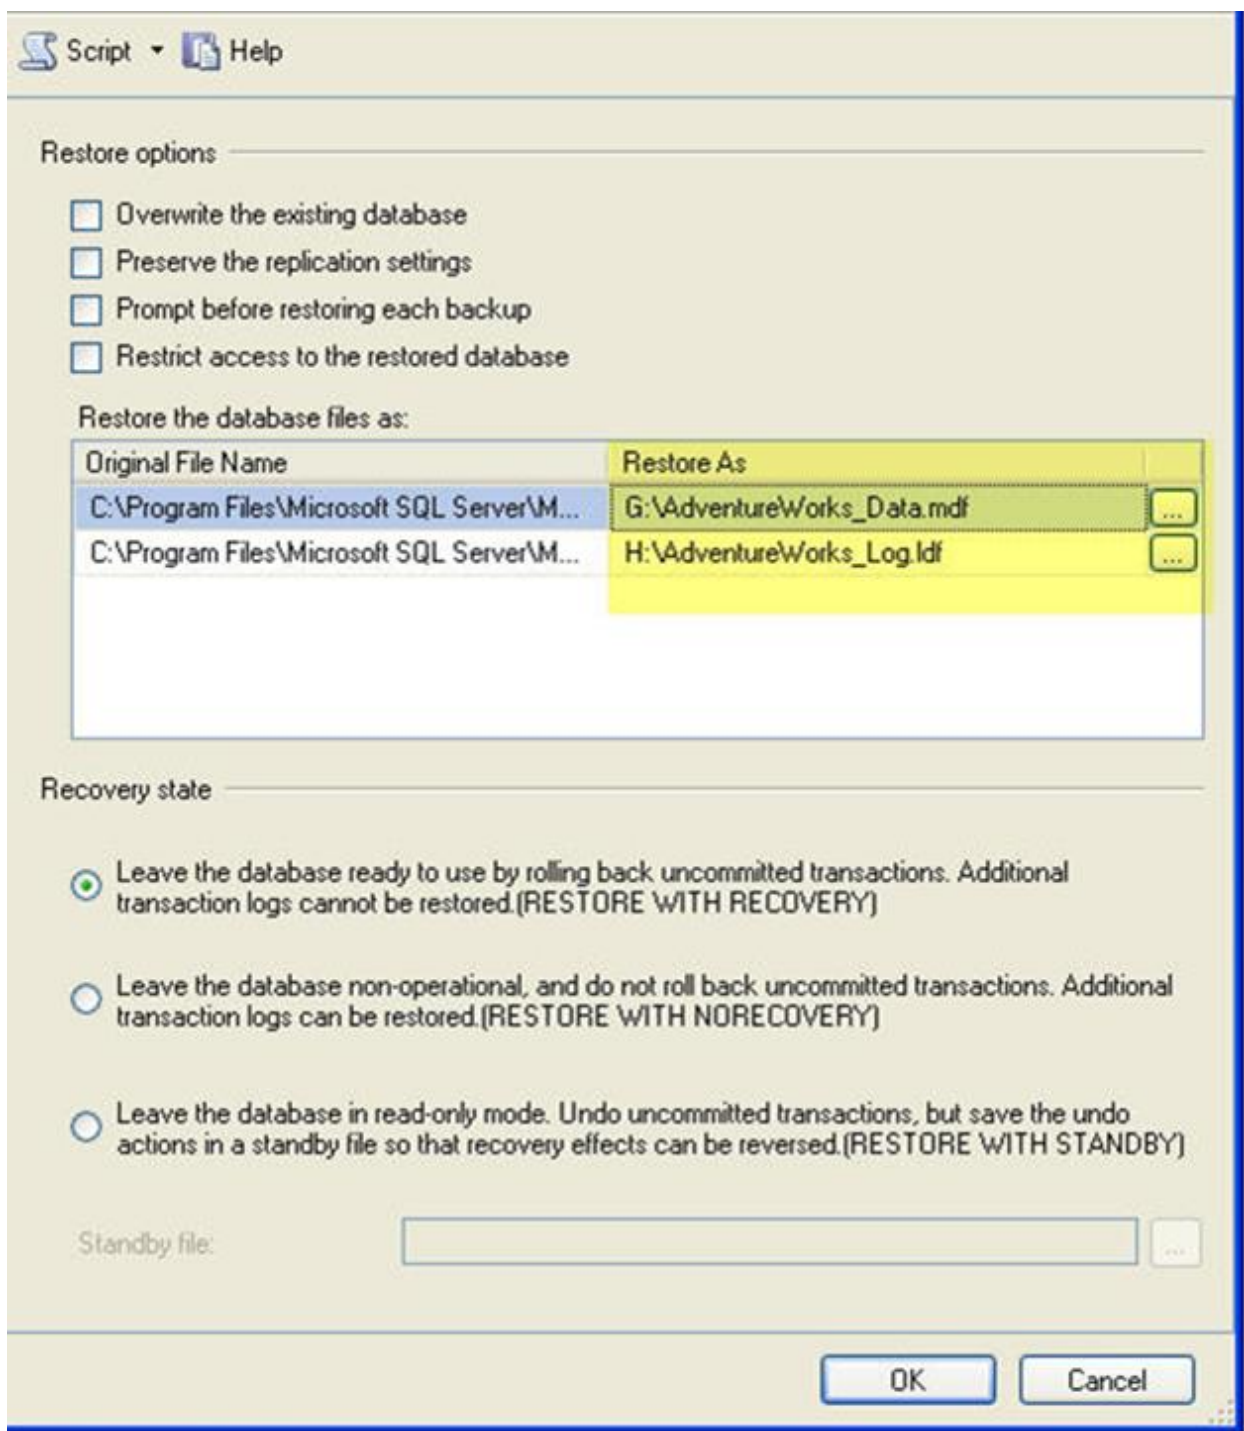 Script Help
Restore options
Overwrite the existing database
Preserve the replication settings
Prompt before restoring each backup
Restrict access to the restored database
Restore the database files as:
Original File Name Restore As
C:\Program Files\Microsoft SQL Server\M... G:\AdventureWorks_Data.mdf ...
C:\Program Files\Microsoft SQL Server\M... H:\AdventureWorks_Log.ldf ...
Recovery state
Leave the database ready to use by rolling back uncommitted transactions. Additional
transaction logs cannot be restored.(RESTORE WITH RECOVERY)
Leave the database non-operational, and do not roll back uncommitted transactions. Additional
transaction logs can be restored.(RESTORE WITH NORECOVERY)
Leave the database in read-only mode. Undo uncommitted transactions, but save the undo
actions in a standby file so that recovery effects can be reversed.(RESTORE WITH STANDBY)
Standby file: ...
OK Cancel